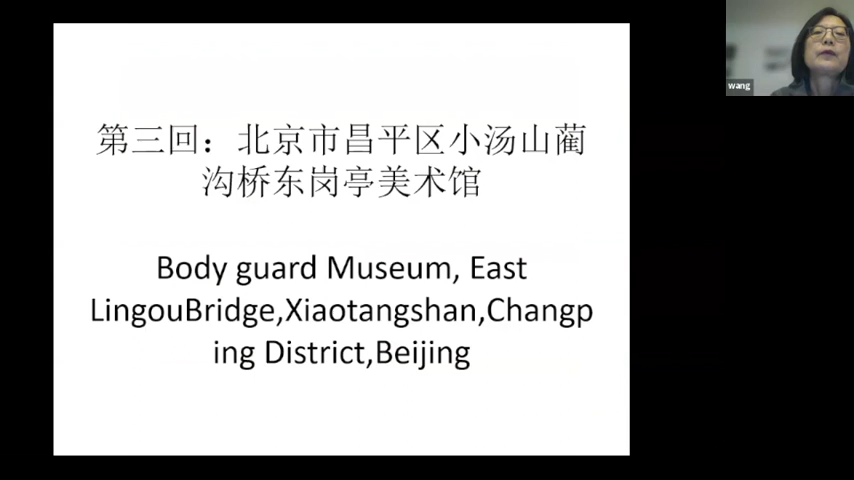 第三回：北京市昌平区小汤山蔺
沟桥东岗亭美术馆
Body guard Museum, East
LingouBridge,Xiaotangshan,Changp
ing District,Beijing
wang